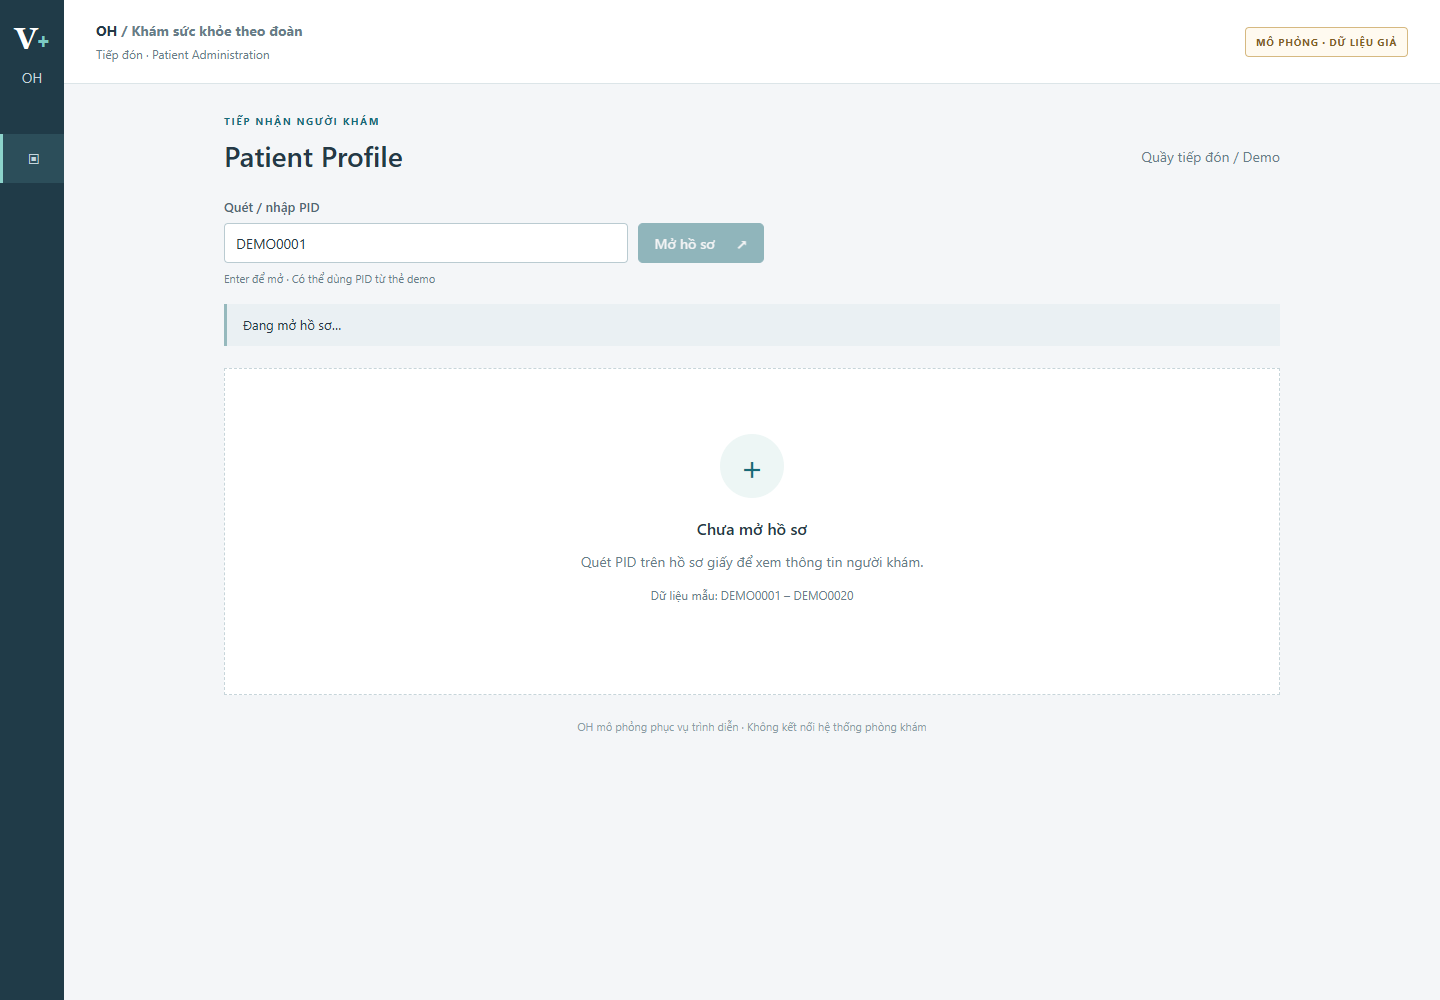 V+
OH
OH / Khám sức khỏe theo đoàn
Tiếp đón · Patient Administration
MÔ PHỎNG · DỮ LIỆU GIẢ
TIẾP NHẬN NGƯỜI KHÁM
Patient Profile
Quầy tiếp đón / Demo
Quét / nhập PID
DEMO0001
Mở hồ sơ ↗
Enter để mở · Có thể dùng PID từ thẻ demo
Đang mở hồ sơ...
+
Chưa mở hồ sơ
Quét PID trên hồ sơ giấy để xem thông tin người khám.
Dữ liệu mẫu: DEMO0001 – DEMO0020
OH mô phỏng phục vụ trình diễn · Không kết nối hệ thống phòng khám